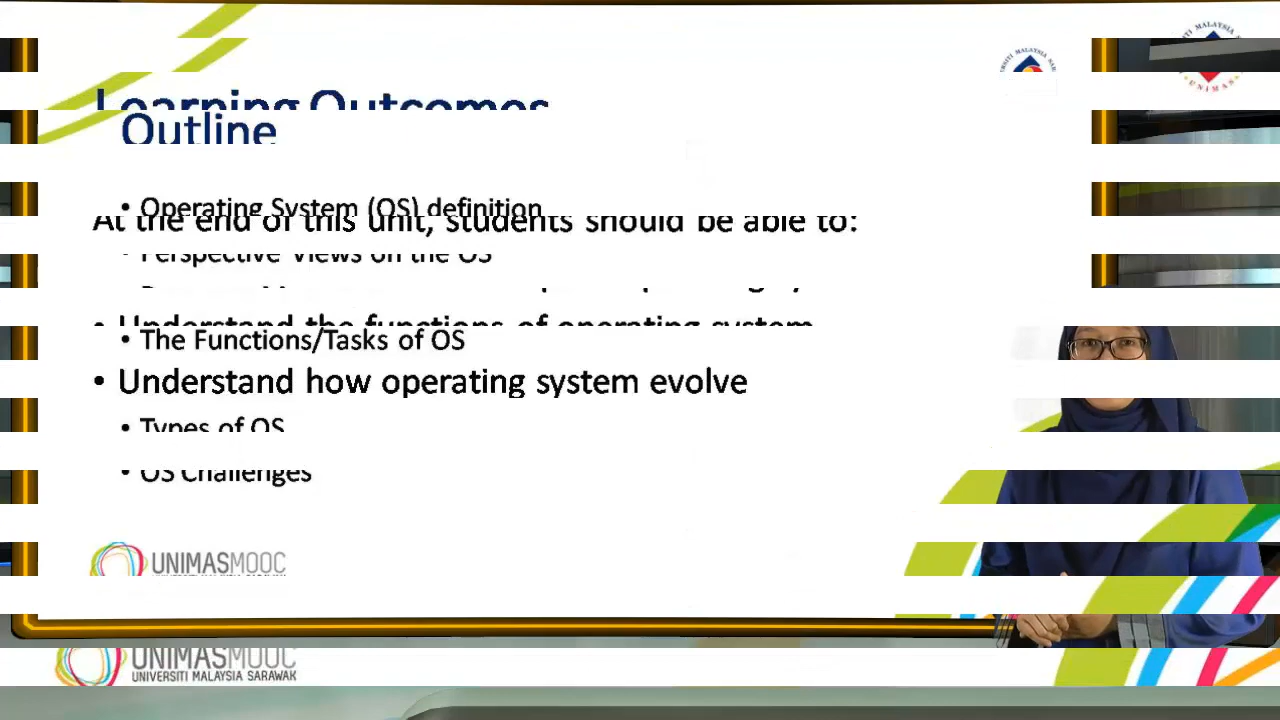 Learning Outcomes
Outline
• Operating System (OS) definition
At the end of this unit, students should be able to:
• Perspective Views on the OS
• Understand the functions of operating system
• The Functions/Tasks of OS
• Understand how operating system evolve
• Types of OS
• OS Challenges
UNIMASMOOC
UNIMASMOOC
UNIVERSITI MALAYSIA SARAWAK
UNIMAS